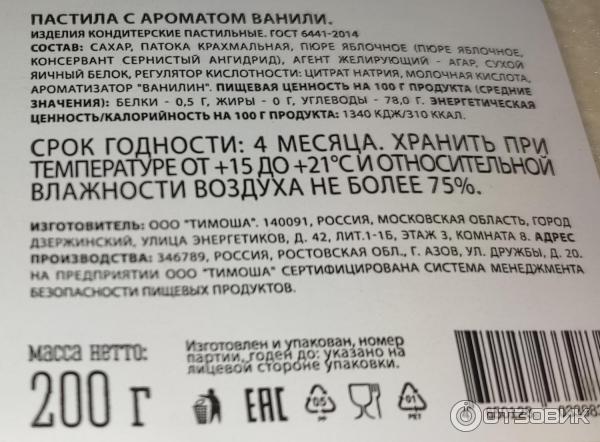 ПАСТИЛА С АРОМАТОМ ВАНИЛИ.
ИЗДЕЛИЯ КОНДИТЕРСКИЕ ПАСТИЛЬНЫЕ. ГОСТ 6441-2014
СОСТАВ: САХАР, ПАТОКА КРАХМАЛЬНАЯ, ПЮРЕ ЯБЛОЧНОЕ (ПЮРЕ ЯБЛОЧНОЕ,
КОНСЕРВАНТ СЕРНИСТЫЙ АНГИДРИД), АГЕНТ ЖЕЛИРУЮЩИЙ - АГАР, СУХОЙ
ЯИЧНЫЙ БЕЛОК, РЕГУЛЯТОР КИСЛОТНОСТИ: ЦИТРАТ НАТРИЯ, МОЛОЧНАЯ КИСЛОТА,
АРОМАТИЗАТОР "ВАНИЛИН". ПИЩЕВАЯ ЦЕННОСТЬ НА 100 Г ПРОДУКТА (СРЕДНИЕ
ЗНАЧЕНИЯ): БЕЛКИ - 0,5 Г, ЖИРЫ - 0 Г, УГЛЕВОДЫ - 78,0 Г. ЭНЕРГЕТИЧЕСКАЯ
ЦЕННОСТЬ/КАЛОРИЙНОСТЬ НА 100 Г ПРОДУКТА: 1340 КДЖ/310 ККАЛ.
СРОК ГОДНОСТИ: 4 МЕСЯЦА. ХРАНИТЬ ПРИ
ТЕМПЕРАТУРЕ ОТ +15 ДО +21°С И ОТНОСИТЕЛЬНОЙ
ВЛАЖНОСТИ ВОЗДУХА НЕ БОЛЕЕ 75%.
ИЗГОТОВИТЕЛЬ: ООО "ТИМОША". 140091, РОССИЯ, МОСКОВСКАЯ ОБЛАСТЬ, ГОРОД
ДЗЕРЖИНСКИЙ, УЛИЦА ЭНЕРГЕТИКОВ, Д. 42, ЛИТ.1-1Б, ЭТАЖ 3, КОМНАТА 8. АДРЕС
ПРОИЗВОДСТВА: 346789, РОССИЯ, РОСТОВСКАЯ ОБЛ., Г. АЗОВ, УЛ. ДРУЖБЫ, Д. 20.
НА ПРЕДПРИЯТИИ ООО "ТИМОША" СЕРТИФИЦИРОВАНА СИСТЕМА МЕНЕДЖМЕНТА
БЕЗОПАСНОСТИ ПИЩЕВЫХ ПРОДУКТОВ.
масса нетто:
200 г
Изготовлен и упакован, номер
партии, годен до: указано на
лицевой стороне упаковки.
EAC
05
PP
01
PET
ОТЗОВИК